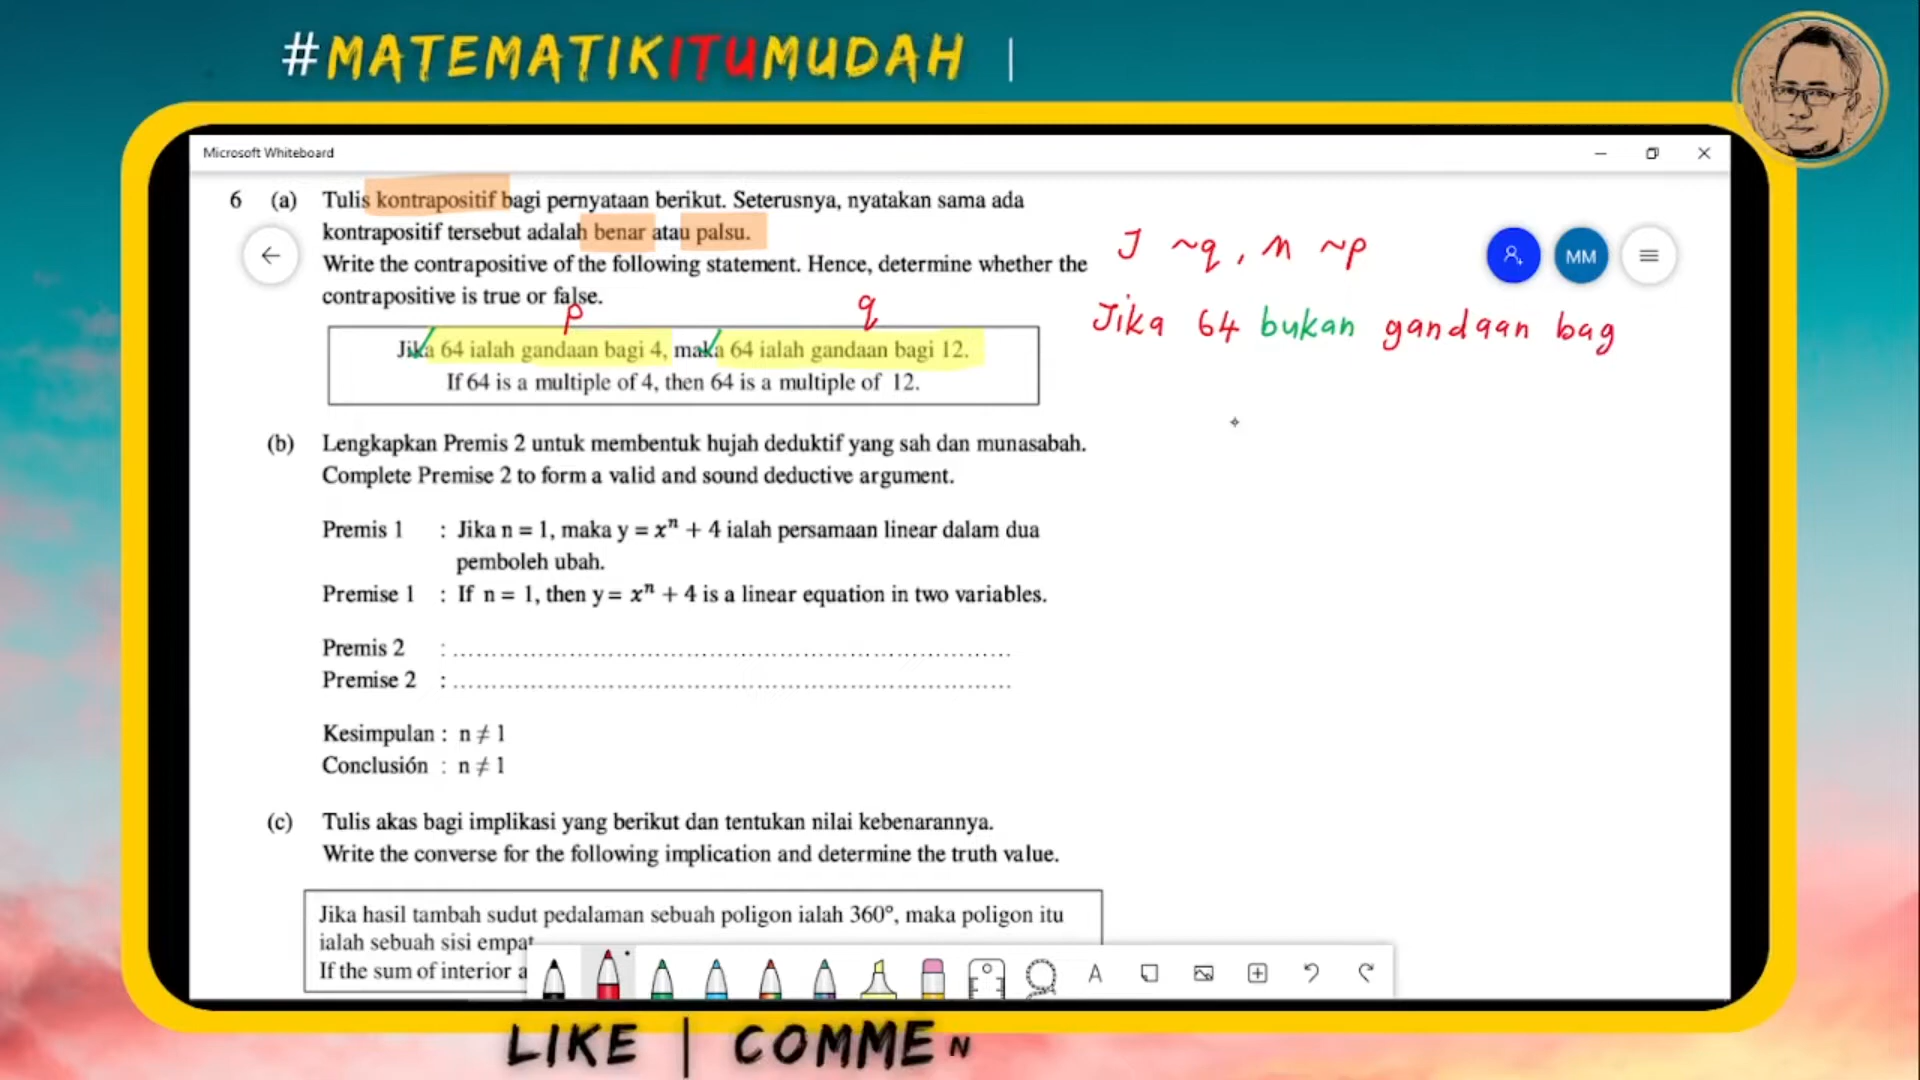 #MATEMATIKITUMUDAH |
Microsoft Whiteboard
6 (a) Tulis kontrapositif bagi pernyataan berikut. Seterusnya, nyatakan sama ada
kontrapositif tersebut adalah benar atau palsu.
Write the contrapositive of the following statement. Hence, determine whether the
contrapositive is true or false.
J ~q, M ~p
MM
p q
Jika 64 bukan gandaan bag
Jika 64 ialah gandaan bagi 4, maka 64 ialah gandaan bagi 12.
If 64 is a multiple of 4, then 64 is a multiple of 12.
(b) Lengkapkan Premis 2 untuk membentuk hujah deduktif yang sah dan munasabah.
Complete Premise 2 to form a valid and sound deductive argument.
Premis 1 : Jika n = 1, maka y = xⁿ + 4 ialah persamaan linear dalam dua
pemboleh ubah.
Premise 1 : If n = 1, then y = xⁿ + 4 is a linear equation in two variables.
Premis 2 : ........................................................................
Premise 2 : ........................................................................
Kesimpulan : n ≠ 1
Conclusión : n ≠ 1
(c) Tulis akas bagi implikasi yang berikut dan tentukan nilai kebenarannya.
Write the converse for the following implication and determine the truth value.
Jika hasil tambah sudut pedalaman sebuah poligon ialah 360°, maka poligon itu
ialah sebuah sisi empat
If the sum of interior a
A
LIKE | COMMEN